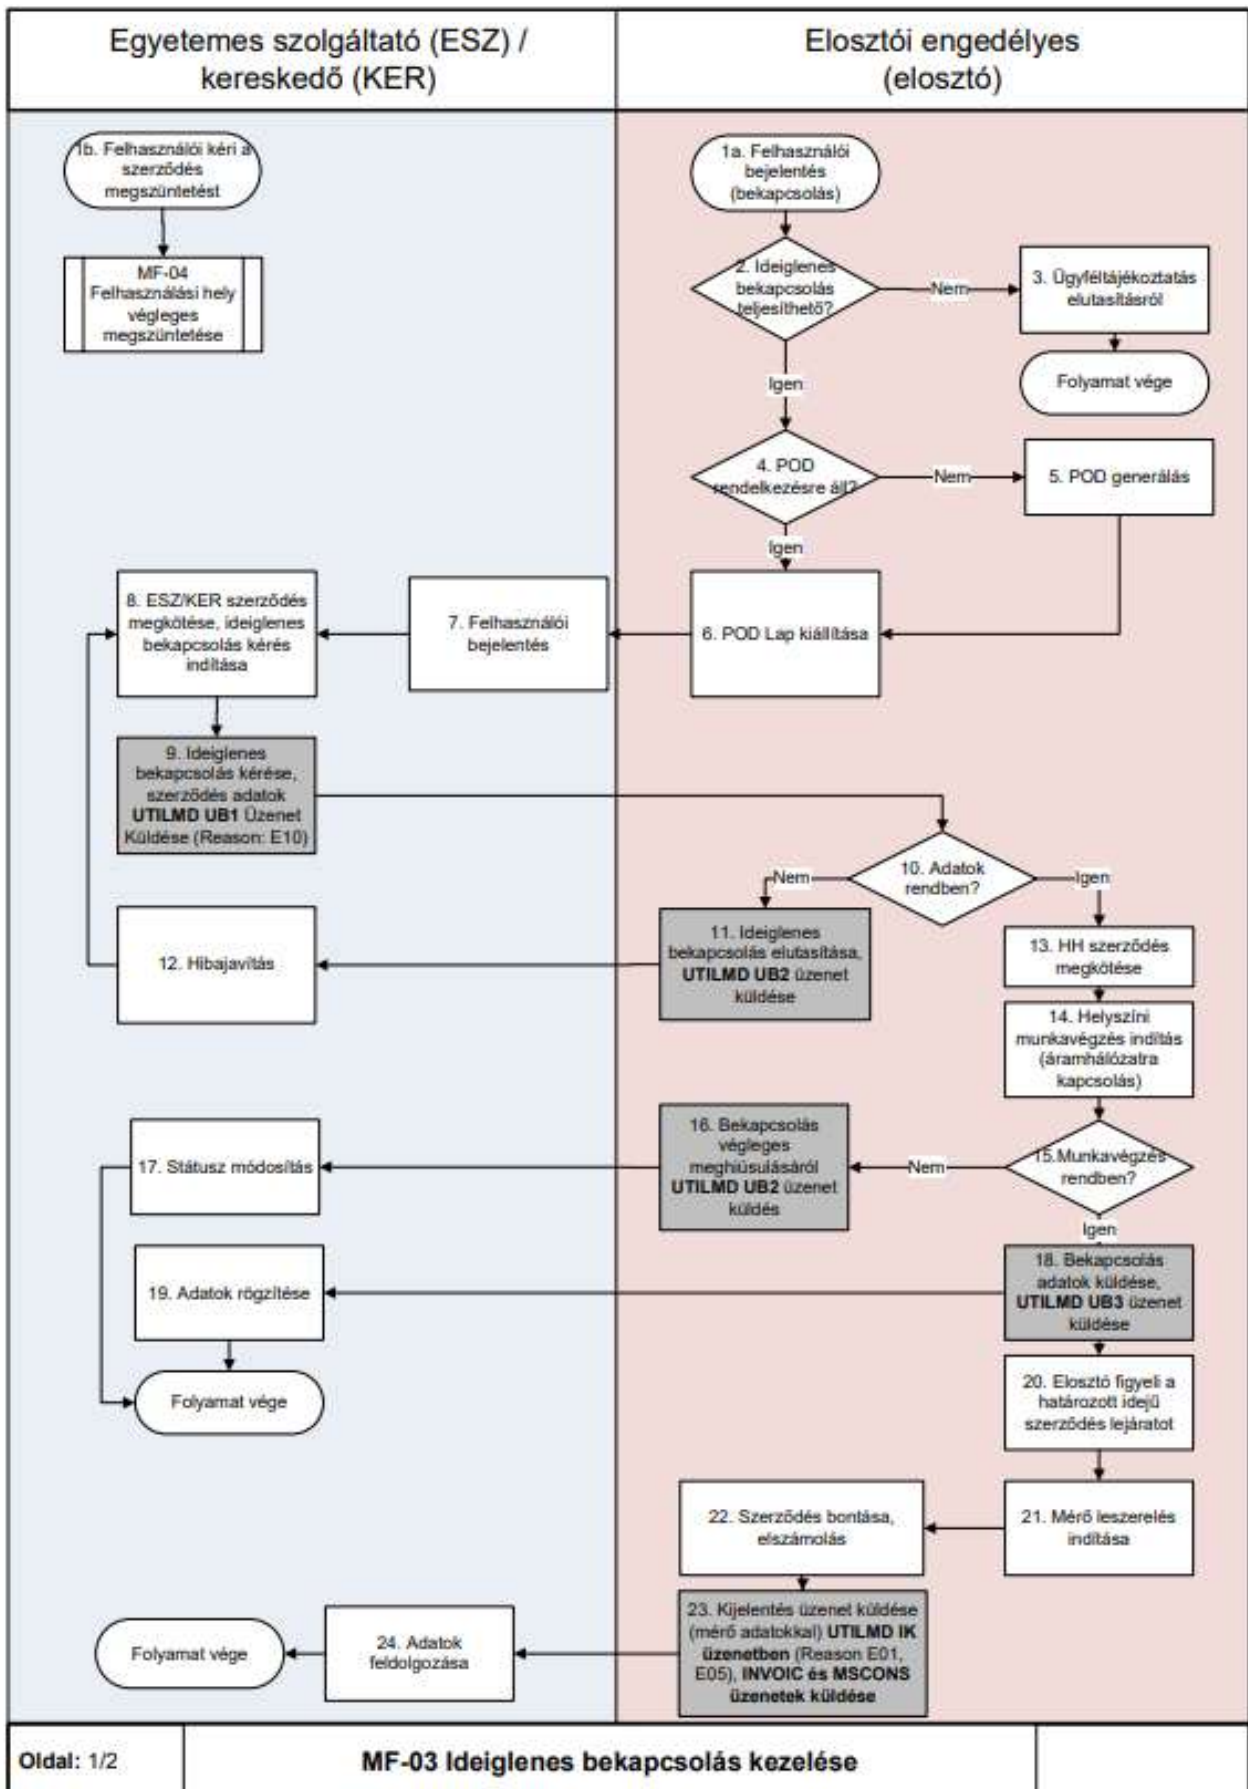 Egyetemes szolgáltató (ESZ) /
kereskedő (KER)
Elosztói engedélyes
(elosztó)
1b. Felhasználói kéri a
szerződés
megszüntetést
MF-04
Felhasználási hely
végleges
megszüntetése
1a. Felhasználói
bejelentés
(bekapcsolás)
2. Ideiglenes
bekapcsolás
teljesíthető?
Nem
3. Ügyféltájékoztatás
elutasításról
Igen
Folyamat vége
4. POD
rendelkezésre áll?
Nem
5. POD generálás
Igen
6. POD Lap kiállítása
7. Felhasználói
bejelentés
8. ESZ/KER szerződés
megkötése, ideiglenes
bekapcsolás kérés
indítása
9. Ideiglenes
bekapcsolás kérése,
szerződés adatok
UTILMD UB1 Üzenet
Küldése (Reason: E10)
10. Adatok
rendben?
Nem
Igen
11. Ideiglenes
bekapcsolás elutasítása,
UTILMD UB2 üzenet
küldése
12. Hibajavítás
13. HH szerződés
megkötése
14. Helyszíni
munkavégzés indítás
(áramhálózatra
kapcsolás)
15.Munkavégzés
rendben?
Nem
16. Bekapcsolás
végleges
meghiúsulásáról
UTILMD UB2 üzenet
küldés
17. Státusz módosítás
Igen
18. Bekapcsolás
adatok küldése,
UTILMD UB3 üzenet
küldése
19. Adatok rögzítése
Folyamat vége
20. Elosztó figyeli a
határozott idejű
szerződés lejáratot
21. Mérő leszerelés
indítása
22. Szerződés bontása,
elszámolás
23. Kijelentés üzenet küldése
(mérő adatokkal) UTILMD IK
üzenetben (Reason E01,
E05), INVOIC és MSCONS
üzenetek küldése
24. Adatok
feldolgozása
Folyamat vége
Oldal: 1/2
MF-03 Ideiglenes bekapcsolás kezelése